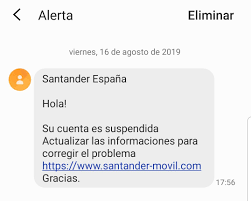 Alerta
Eliminar
viernes, 16 de agosto de 2019
Santander España
Hola!
Su cuenta es suspendida
Actualizar las informaciones para
corregir el problema
https://www.santander-movil.com
Gracias.
17:56